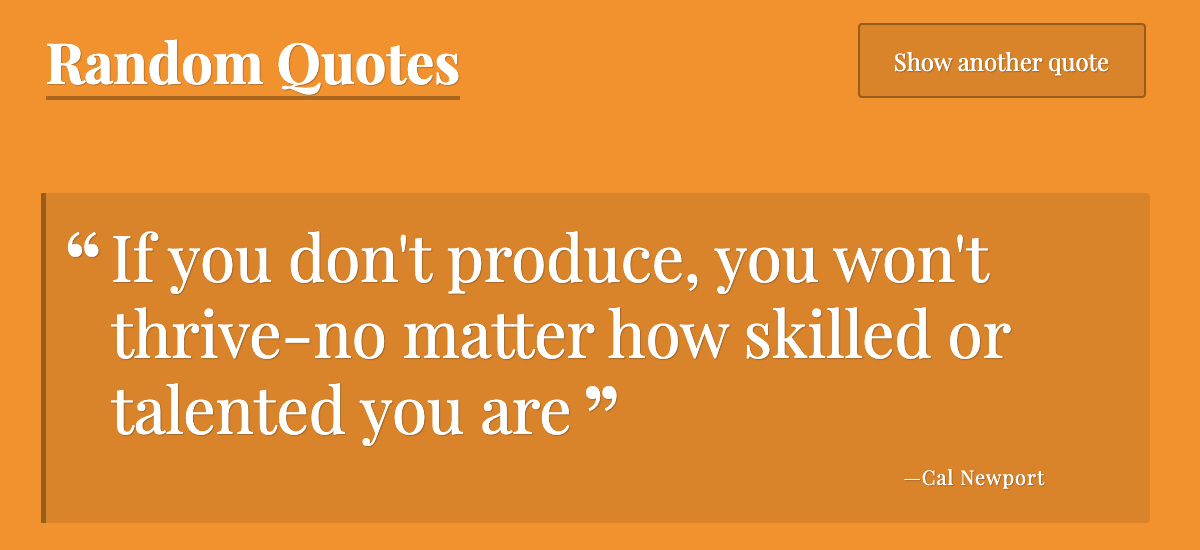 Random Quotes
Show another quote
“ If you don't produce, you won't
thrive-no matter how skilled or
talented you are ”
—Cal Newport